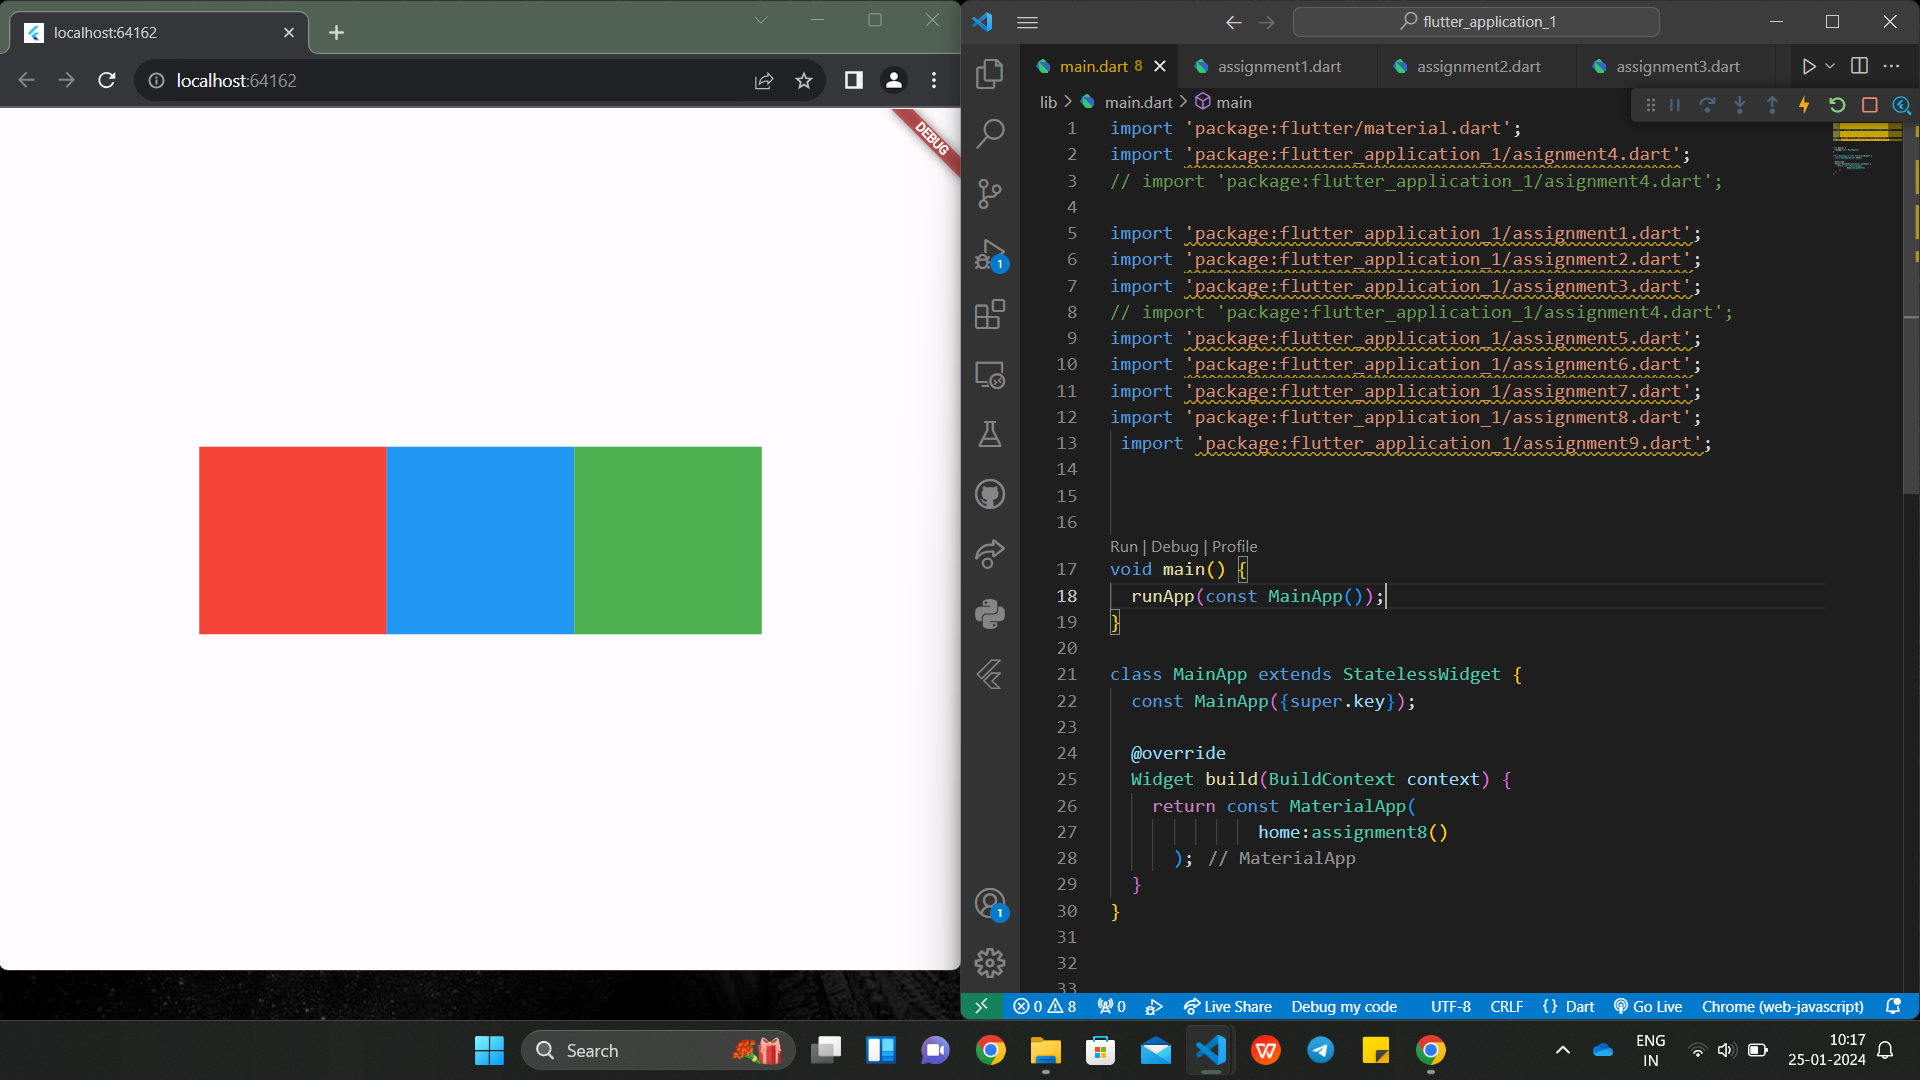 localhost:64162
localhost:64162
DEBUG
flutter_application_1
main.dart 8
assignment1.dart
assignment2.dart
assignment3.dart
lib > main.dart > main
1 import 'package:flutter/material.dart';
2 import 'package:flutter_application_1/asignment4.dart';
3 // import 'package:flutter_application_1/asignment4.dart';
4
5 import 'package:flutter_application_1/assignment1.dart';
6 import 'package:flutter_application_1/assignment2.dart';
7 import 'package:flutter_application_1/assignment3.dart';
8 // import 'package:flutter_application_1/assignment4.dart';
9 import 'package:flutter_application_1/assignment5.dart';
10 import 'package:flutter_application_1/assignment6.dart';
11 import 'package:flutter_application_1/assignment7.dart';
12 import 'package:flutter_application_1/assignment8.dart';
13 import 'package:flutter_application_1/assignment9.dart';
14
15
16
Run | Debug | Profile
17 void main() {
18 runApp(const MainApp());
19 }
20
21 class MainApp extends StatelessWidget {
22 const MainApp({super.key});
23
24 @override
25 Widget build(BuildContext context) {
26 return const MaterialApp(
27 home:assignment8()
28 ); // MaterialApp
29 }
30 }
31
32
33
1
1
0 8 0 Live Share Debug my code UTF-8 CRLF {} Dart Go Live Chrome (web-javascript)
Search
ENG
IN
10:17
25-01-2024